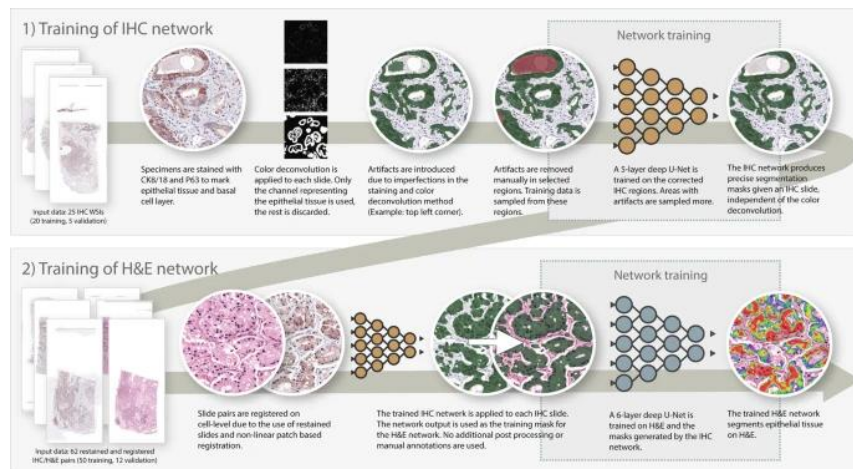 1) Training of IHC network
Network training
Specimens are stained with
CK8/18 and P63 to mark
epithelial tissue and basal
cell layer.
Color deconvolution is
applied to each slide. Only
the channel representing
the epithelial tissue is used,
the rest is discarded.
Artifacts are introduced
due to imperfections in the
staining and color
deconvolution method
(Example: top left corner).
Artifacts are removed
manually in selected
regions. Training data is
sampled from these
regions.
A 5-layer deep U-Net is
trained on the corrected
IHC regions. Areas with
artifacts are sampled more.
The IHC network produces
precise segmentation
masks given an IHC slide,
independent of the color
deconvolution.
Input data: 25 IHC WSIs
(20 training, 5 validation)
2) Training of H&E network
Network training
Slide pairs are registered on
cell-level due to the use of restained
slides and non-linear patch based
registration.
The trained IHC network is applied to each IHC slide.
The network output is used as the training mask for
the H&E network. No additional post processing or
manual annotations are used.
A 6-layer deep U-Net is
trained on H&E and the
masks generated by the IHC
network.
The trained H&E network
segments epithelial tissue
on H&E.
Input data: 62 restained and registered
IHC/H&E pairs (50 training, 12 validation)